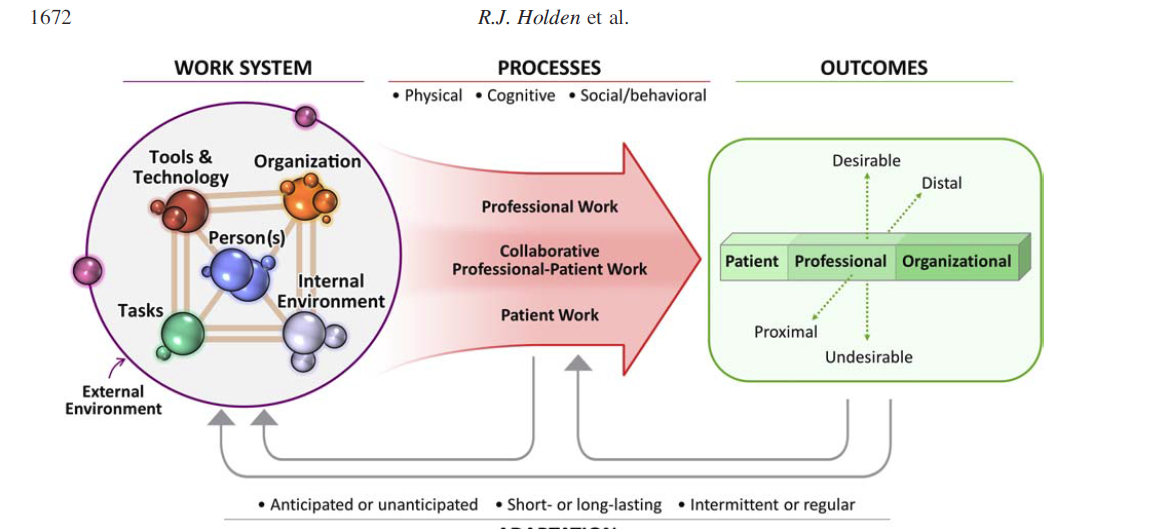 1672
R.J. Holden et al.
WORK SYSTEM
PROCESSES
OUTCOMES
• Physical • Cognitive • Social/behavioral
Tools &
Technology
Organization
Person(s)
Internal
Environment
Tasks
External
Environment
Professional Work
Collaborative
Professional-Patient Work
Patient Work
Desirable
Distal
Patient Professional Organizational
Proximal
Undesirable
• Anticipated or unanticipated • Short- or long-lasting • Intermittent or regular
ADAPTATION